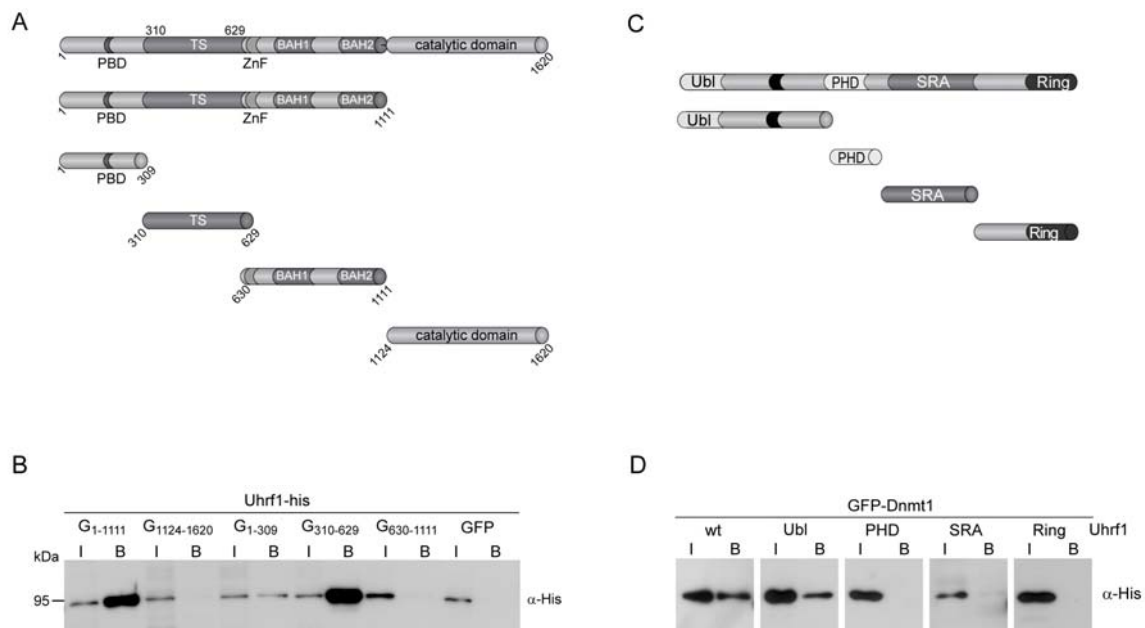 A
310 629
TS BAH1 BAH2 catalytic domain
1 PBD ZnF 1620
TS BAH1 BAH2
1 PBD ZnF 1111
1 PBD 309
TS
310 629
BAH1 BAH2
630 1111
catalytic domain
1124 1620
B
Uhrf1-his
G1-1111 G1124-1620 G1-309 G310-629 G630-1111 GFP
kDa I B I B I B I B I B I B
95 α-His
C
Ubl PHD SRA Ring
Ubl
PHD
SRA
Ring
D
GFP-Dnmt1
wt Ubl PHD SRA Ring Uhrf1
I B I B I B I B I B
α-His